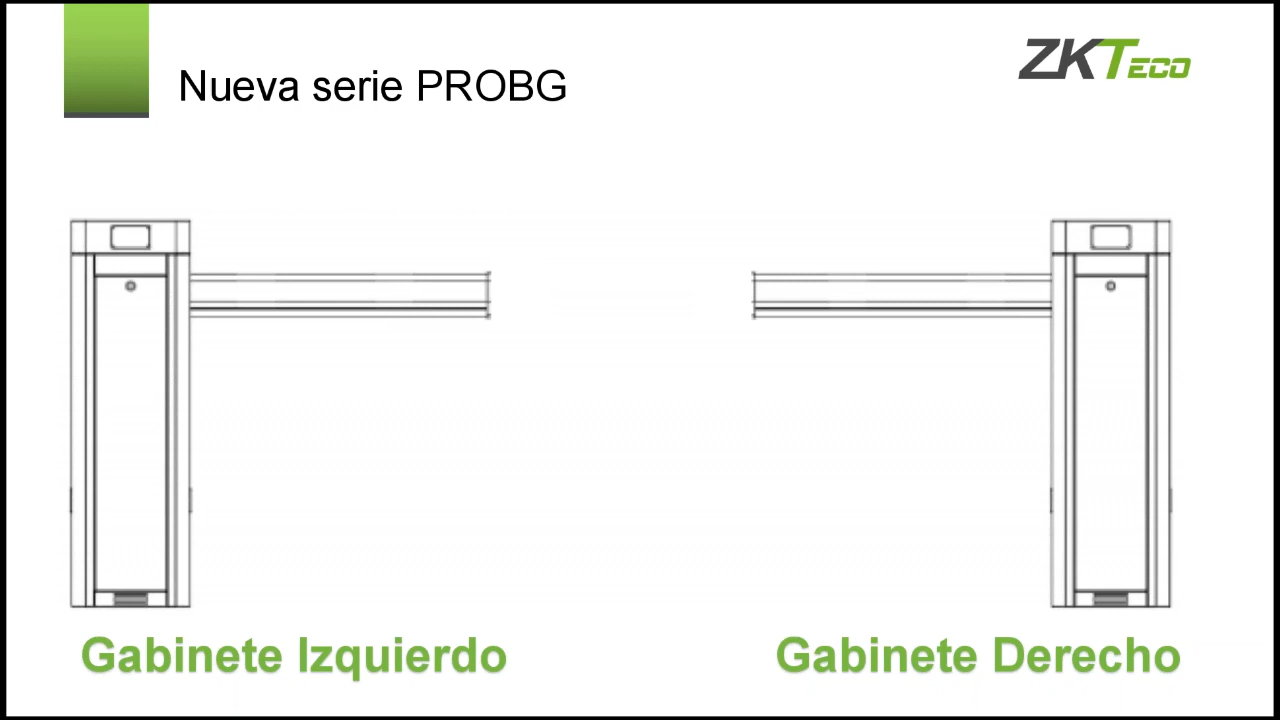 Nueva serie PROBG
ZKTECO
Gabinete Izquierdo
Gabinete Derecho